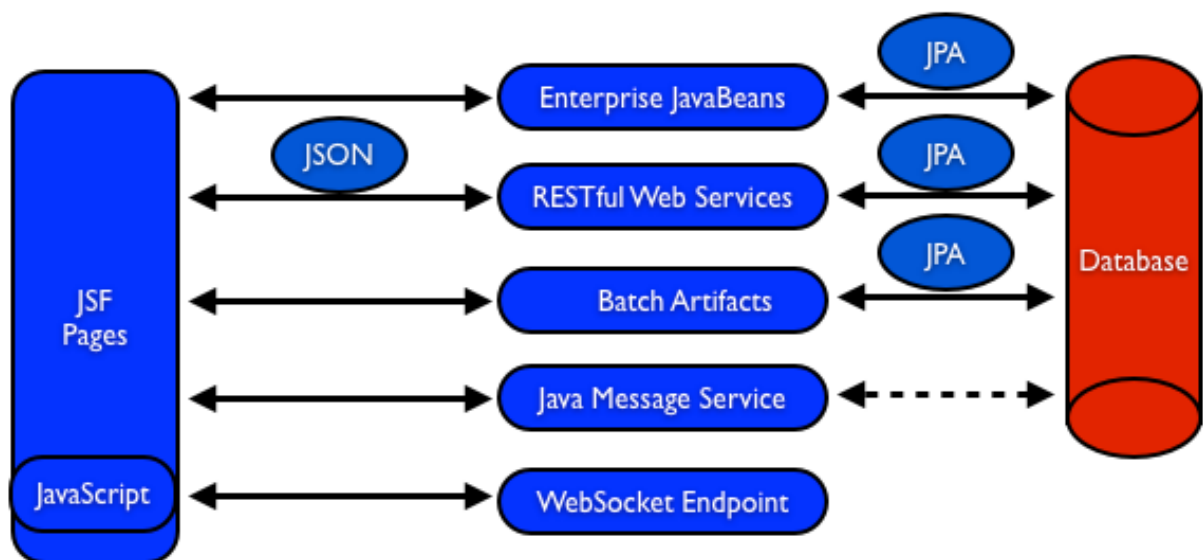 JPA
Enterprise JavaBeans
JSON
JPA
RESTful Web Services
JPA
Database
JSF
Pages
Batch Artifacts
Java Message Service
JavaScript
WebSocket Endpoint